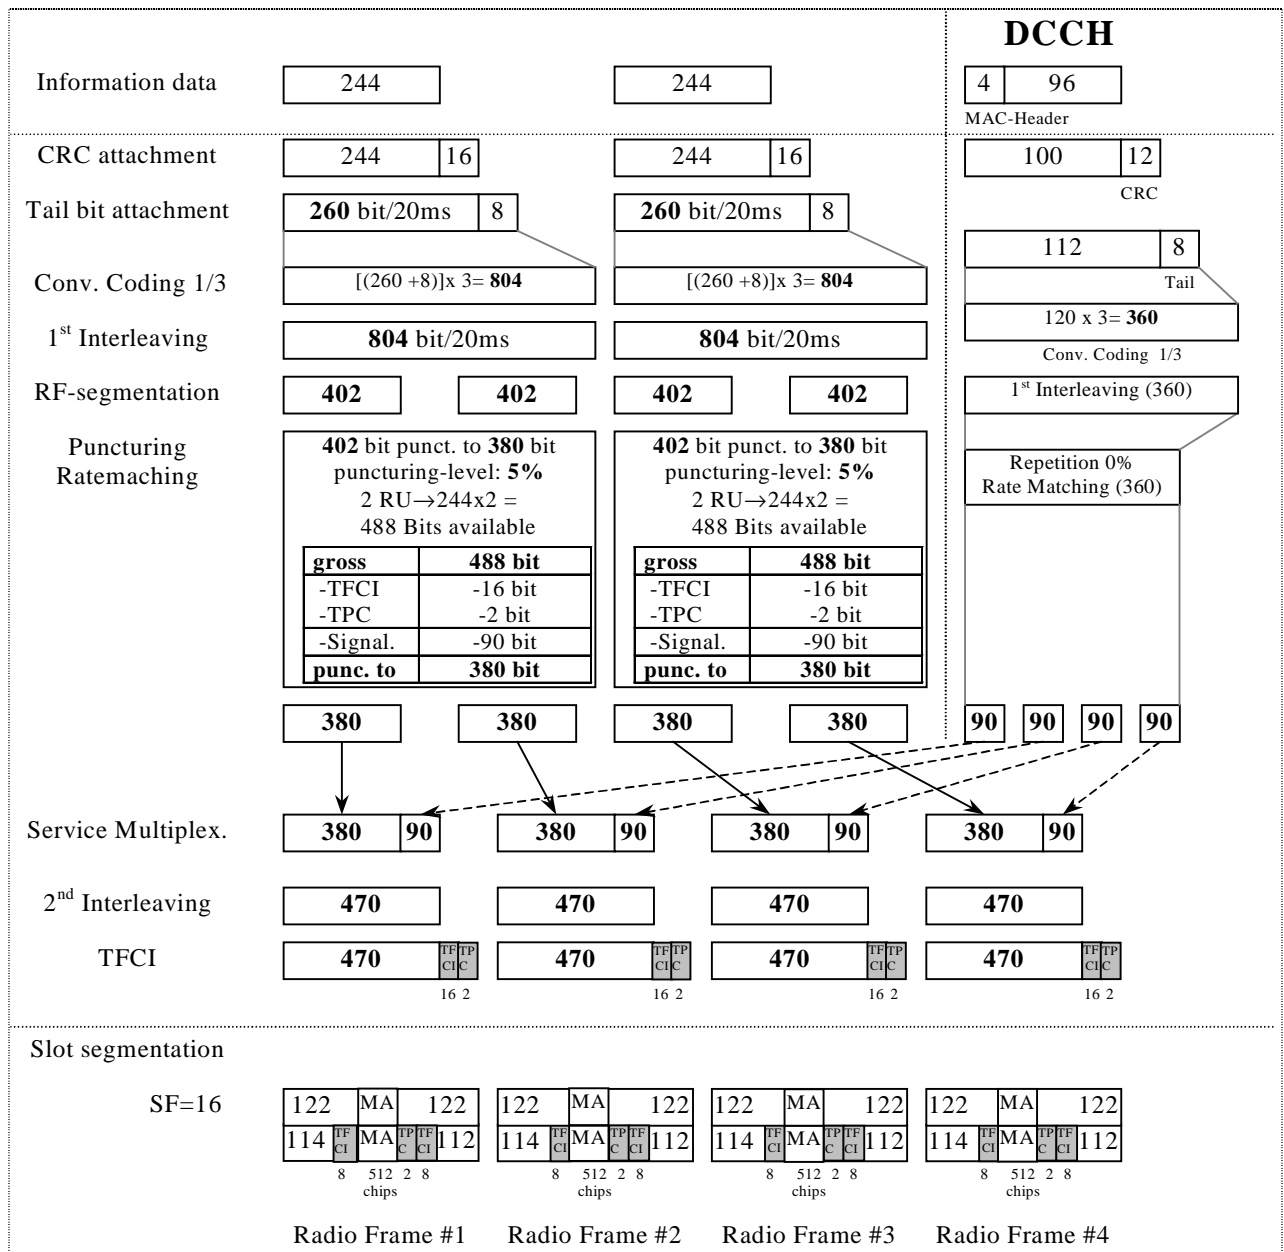 DCCH
Information data 244 244 4 96
MAC-Header
CRC attachment 244 16 244 16 100 12
CRC
Tail bit attachment 260 bit/20ms 8 260 bit/20ms 8
112 8
Tail
Conv. Coding 1/3 [(260 +8)]x 3= 804 [(260 +8)]x 3= 804
120 x 3= 360
Conv. Coding 1/3
1st Interleaving 804 bit/20ms 804 bit/20ms
RF-segmentation 402 402 402 402 1st Interleaving (360)
Puncturing
Ratemaching
402 bit punct. to 380 bit
puncturing-level: 5%
2 RU→244x2 =
488 Bits available
gross 488 bit
-TFCI -16 bit
-TPC -2 bit
-Signal. -90 bit
punc. to 380 bit
402 bit punct. to 380 bit
puncturing-level: 5%
2 RU→244x2 =
488 Bits available
gross 488 bit
-TFCI -16 bit
-TPC -2 bit
-Signal. -90 bit
punc. to 380 bit
Repetition 0%
Rate Matching (360)
380 380 380 380 90 90 90 90
Service Multiplex. 380 90 380 90 380 90 380 90
2nd Interleaving 470 470 470 470
TFCI 470 TF CI TP C 470 TF CI TP C 470 TF CI TP C 470 TF CI TP C
16 2 16 2 16 2 16 2
Slot segmentation
SF=16 122 MA 122 122 MA 122 122 MA 122 122 MA 122
114 TF CI MA TP C TF CI 112 114 TF CI MA TP C TF CI 112 114 TF CI MA TP C TF CI 112 114 TF CI MA TP C TF CI 112
8 512 2 8 8 512 2 8 8 512 2 8 8 512 2 8
chips chips chips chips
Radio Frame #1 Radio Frame #2 Radio Frame #3 Radio Frame #4